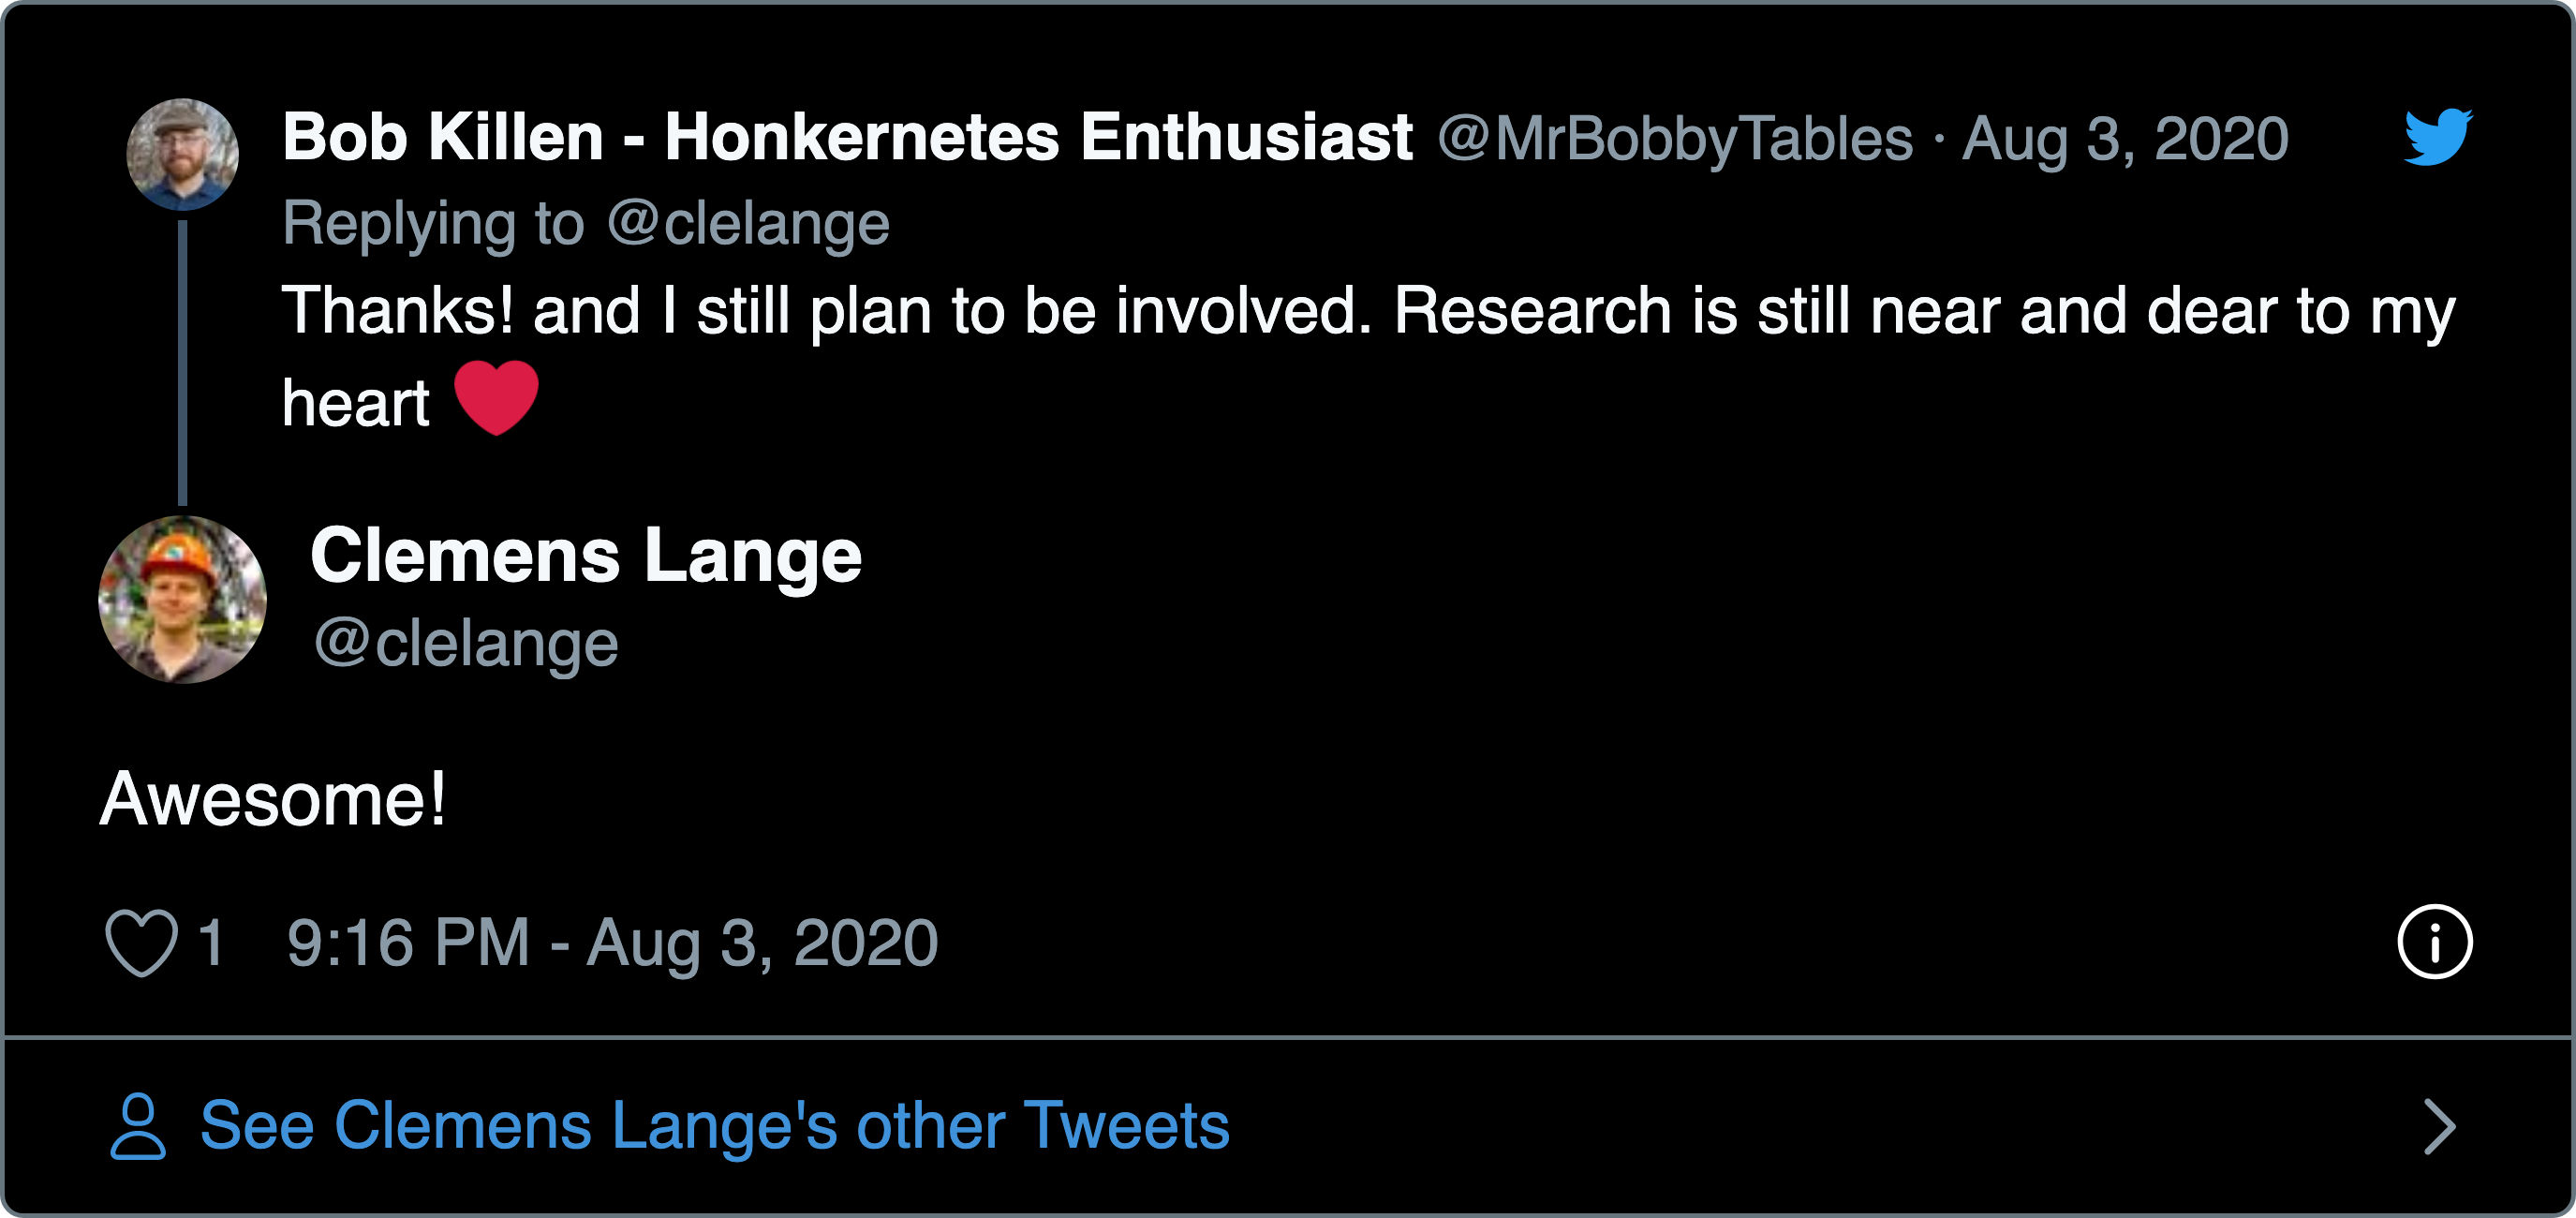 Bob Killen - Honkernetes Enthusiast @MrBobbyTables · Aug 3, 2020
Replying to @clelange
Thanks! and I still plan to be involved. Research is still near and dear to my
heart ❤️
Clemens Lange
@clelange
Awesome!
1 9:16 PM - Aug 3, 2020
See Clemens Lange's other Tweets